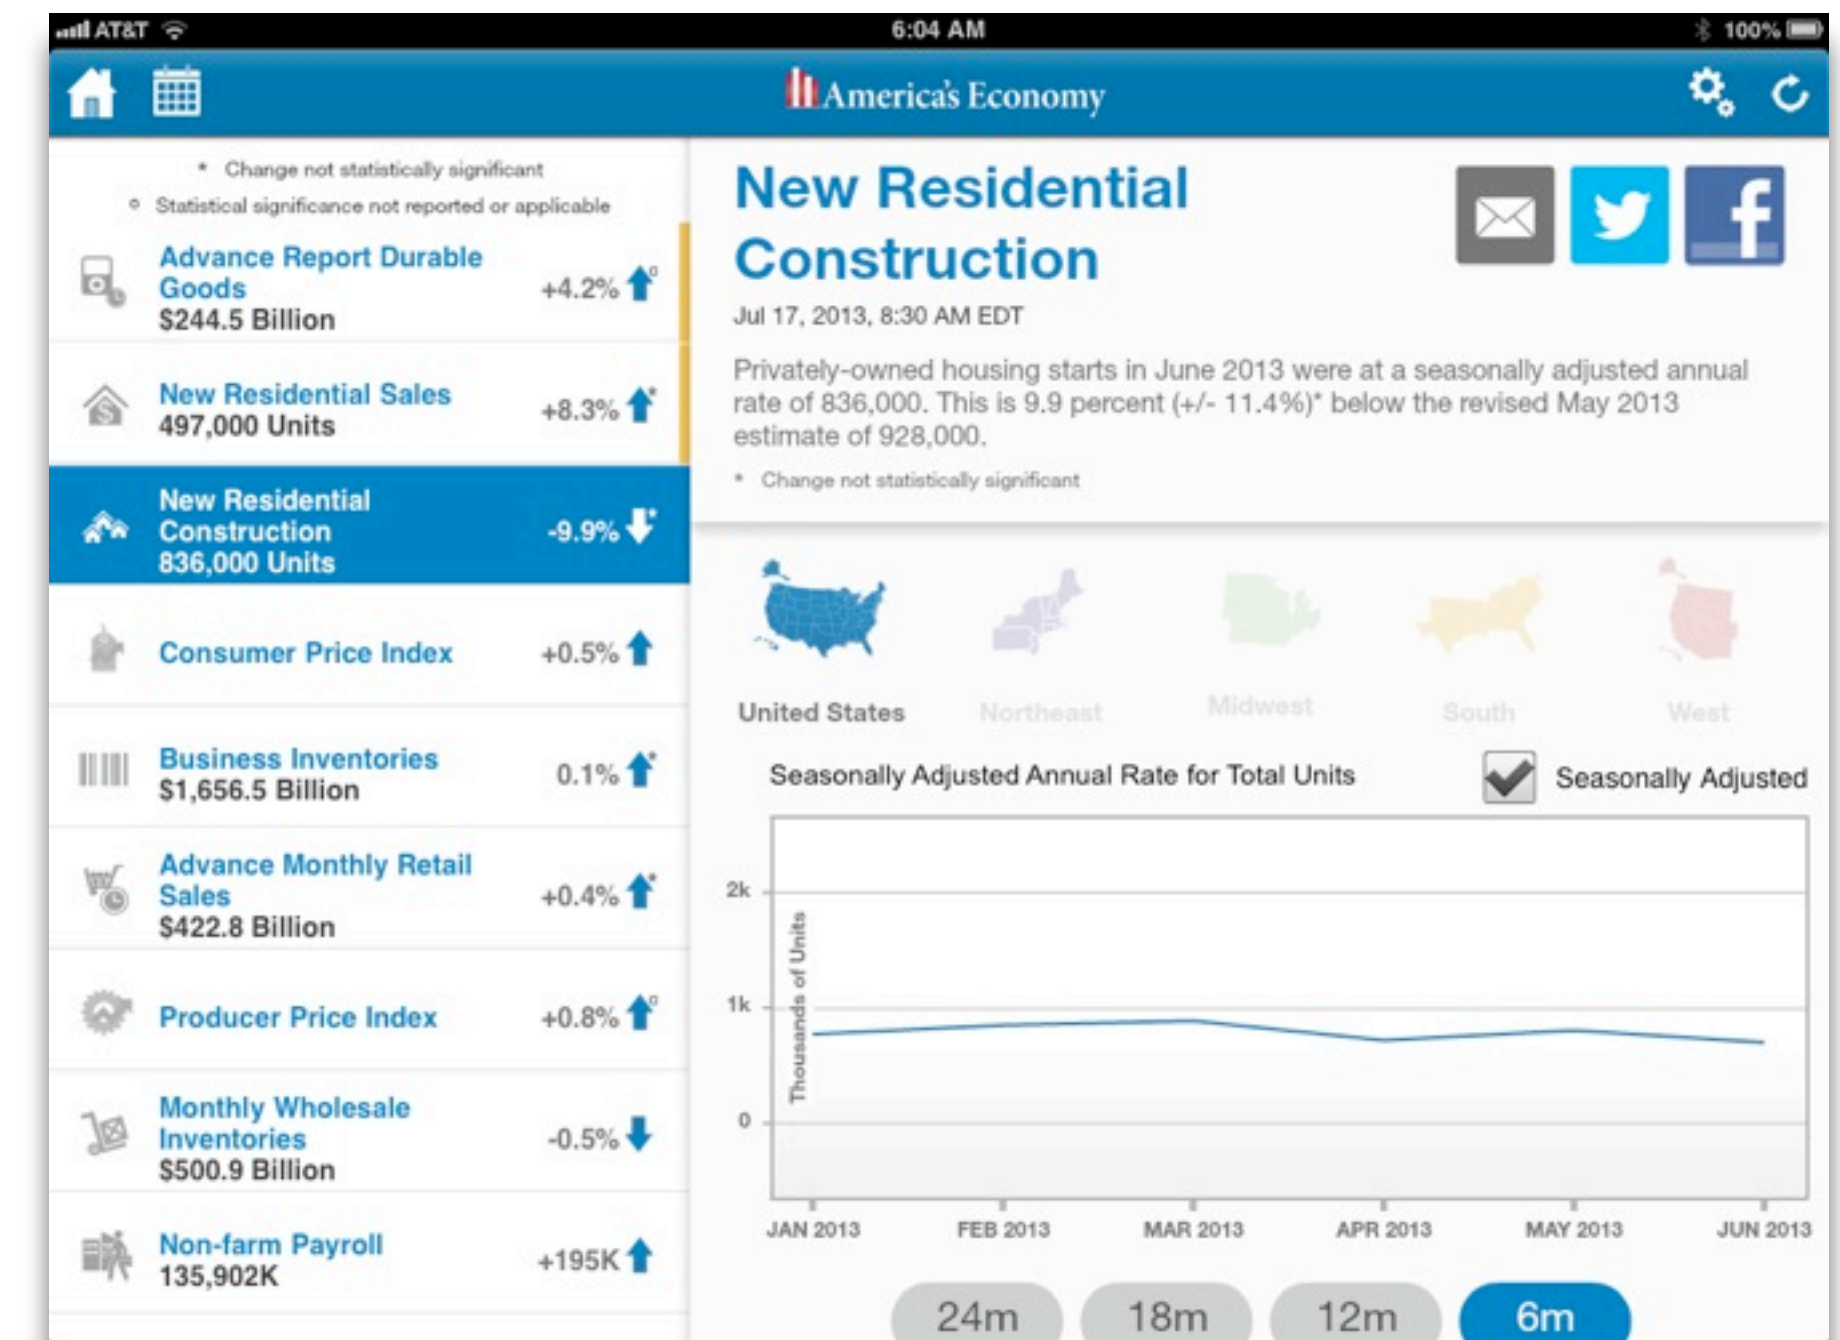 AT&T
6:04 AM
100%
America's Economy
* Change not statistically significant
o Statistical significance not reported or applicable
Advance Report Durable
Goods
$244.5 Billion
+4.2% o
New Residential Sales
497,000 Units
+8.3% *
New Residential
Construction
836,000 Units
-9.9% *
Consumer Price Index
+0.5%
Business Inventories
$1,656.5 Billion
0.1% *
Advance Monthly Retail
Sales
$422.8 Billion
+0.4% *
Producer Price Index
+0.8% o
Monthly Wholesale
Inventories
$500.9 Billion
-0.5%
Non-farm Payroll
135,902K
+195K
New Residential
Construction
Jul 17, 2013, 8:30 AM EDT
Privately-owned housing starts in June 2013 were at a seasonally adjusted annual
rate of 836,000. This is 9.9 percent (+/- 11.4%)* below the revised May 2013
estimate of 928,000.
* Change not statistically significant
United States
Northeast
Midwest
South
West
Seasonally Adjusted Annual Rate for Total Units
Seasonally Adjusted
Thousands of Units
2k
1k
0
JAN 2013
FEB 2013
MAR 2013
APR 2013
MAY 2013
JUN 2013
24m
18m
12m
6m